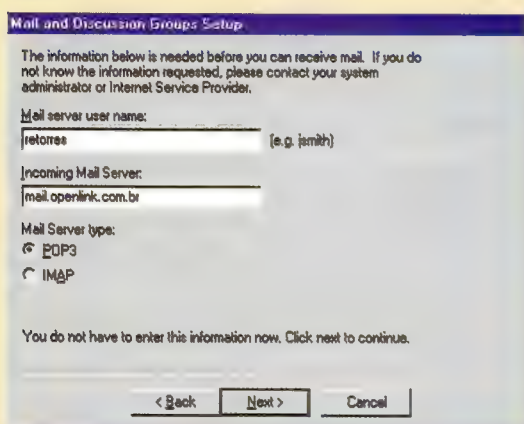 Mail and Discussion Groups Setup
The information below is needed before you can receive mail. If you do
not know the information requested, please contact your system
administrator or Internet Service Provider.
Mail server user name:
retorres (e.g. jsmith)
Incoming Mail Server:
mail.openlink.com.br
Mail Server type:
POP3
IMAP
You do not have to enter this information now. Click next to continue.
< Back Next > Cancel